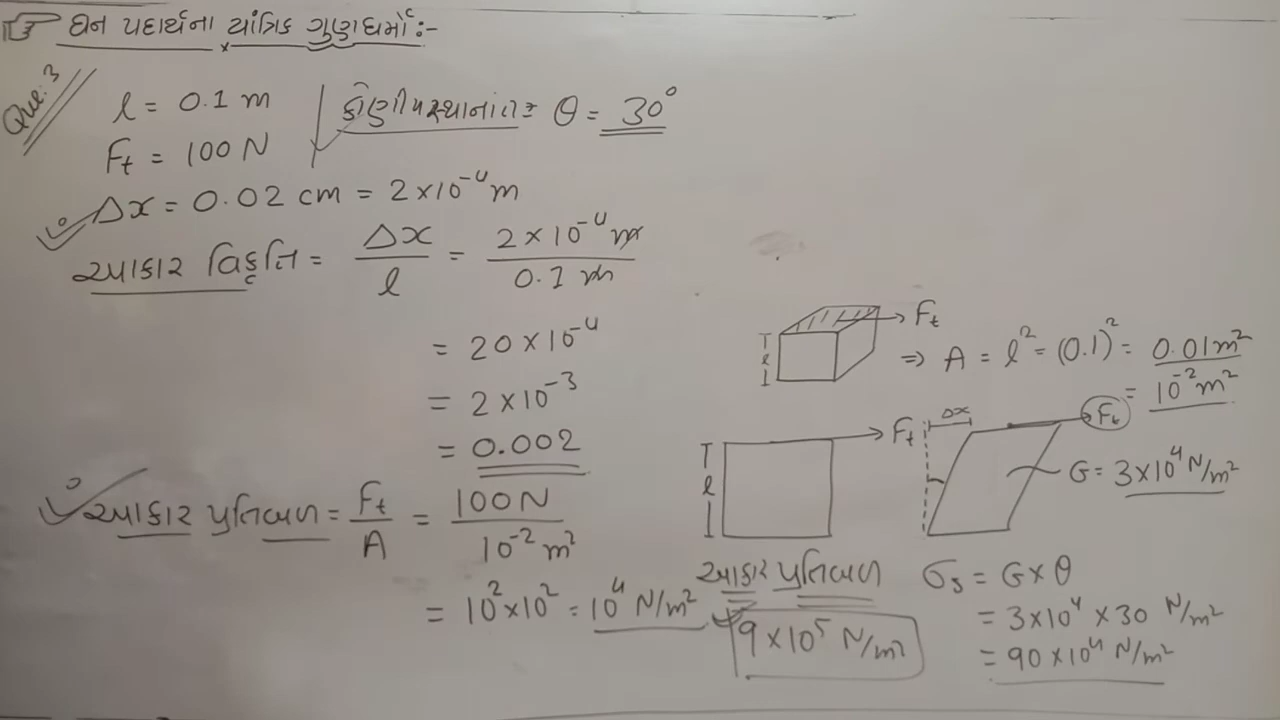 ઘન પદાર્થના યાંત્રિક ગુણધર્મો :-
Que: 3
l = 0.1 m
Ft = 100 N
કોણીય સ્થાનાંતર θ = 30°
Δx = 0.02 cm = 2×10⁻⁴ m
આકાર વિકૃતિ = Δx/l = 2×10⁻⁴ m/0.1 m
= 20×10⁻⁴
= 2×10⁻³
= 0.002
આકાર પ્રતિબળ = Ft/A = 100 N/10⁻² m²
= 10² × 10² = 10⁴ N/m²
l
Ft
⇒ A = l² = (0.1)² = 0.01 m²
= 10⁻² m²
l
Ft
Δx
Ft
G = 3×10⁴ N/m²
આકાર પ્રતિબળ
9×10⁵ N/m²
σs = G×θ
= 3×10⁴ × 30 N/m²
= 90×10⁴ N/m²